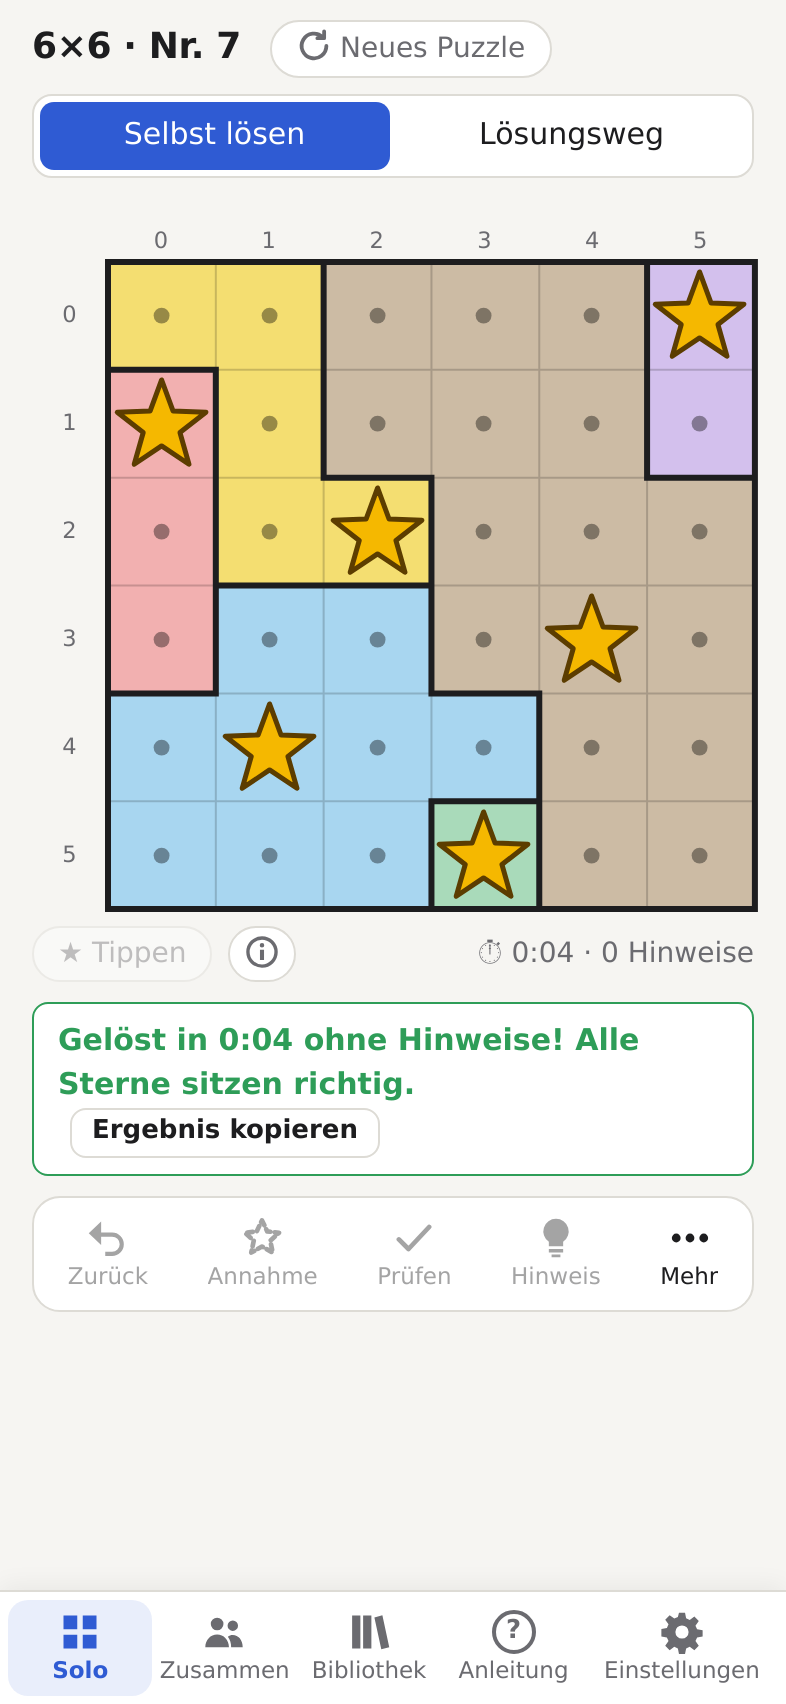 6×6 · Nr. 7
Neues Puzzle
Selbst lösen
Lösungsweg
0 1 2 3 4 5
0
1
2
3
4
5
★ Tippen
⏱ 0:04 · 0 Hinweise
Gelöst in 0:04 ohne Hinweise! Alle
Sterne sitzen richtig.
Ergebnis kopieren
Zurück Annahme Prüfen Hinweis Mehr
Solo Zusammen Bibliothek Anleitung Einstellungen